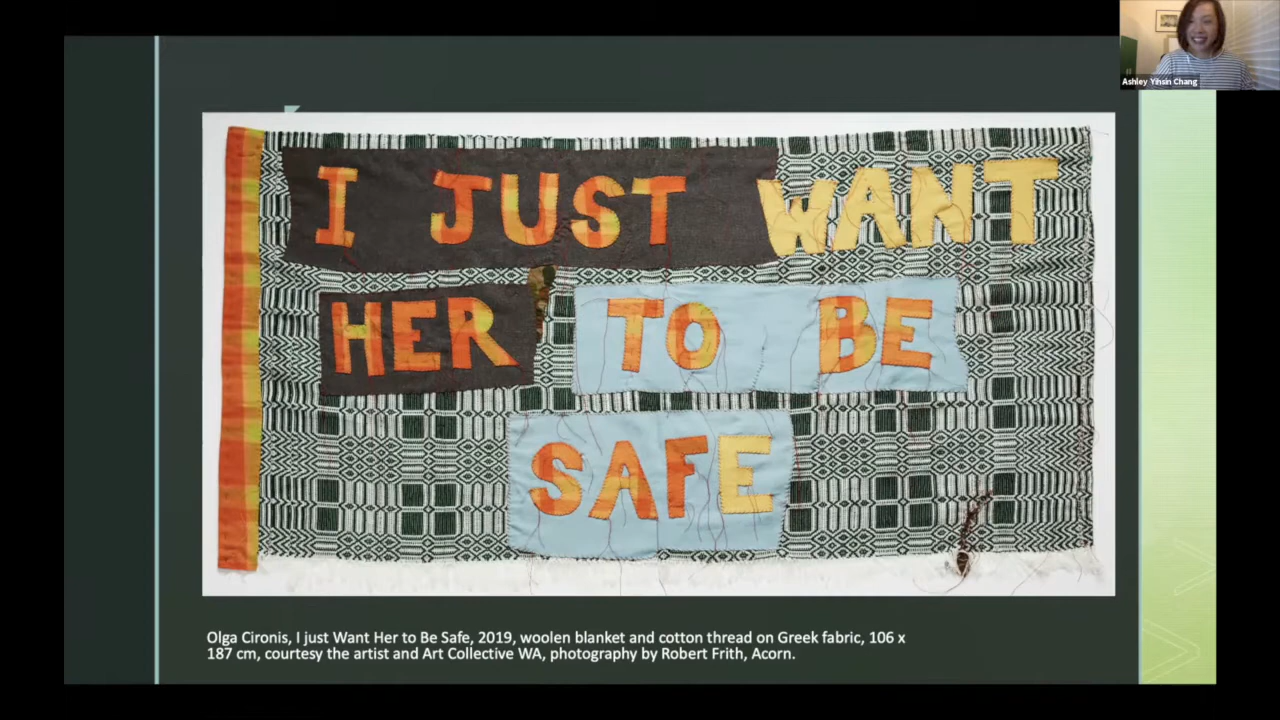 Ashley Yihsin Chang
I JUST WANT
HER TO BE
SAFE
Olga Cironis, I just Want Her to Be Safe, 2019, woolen blanket and cotton thread on Greek fabric, 106 x
187 cm, courtesy the artist and Art Collective WA, photography by Robert Frith, Acorn.